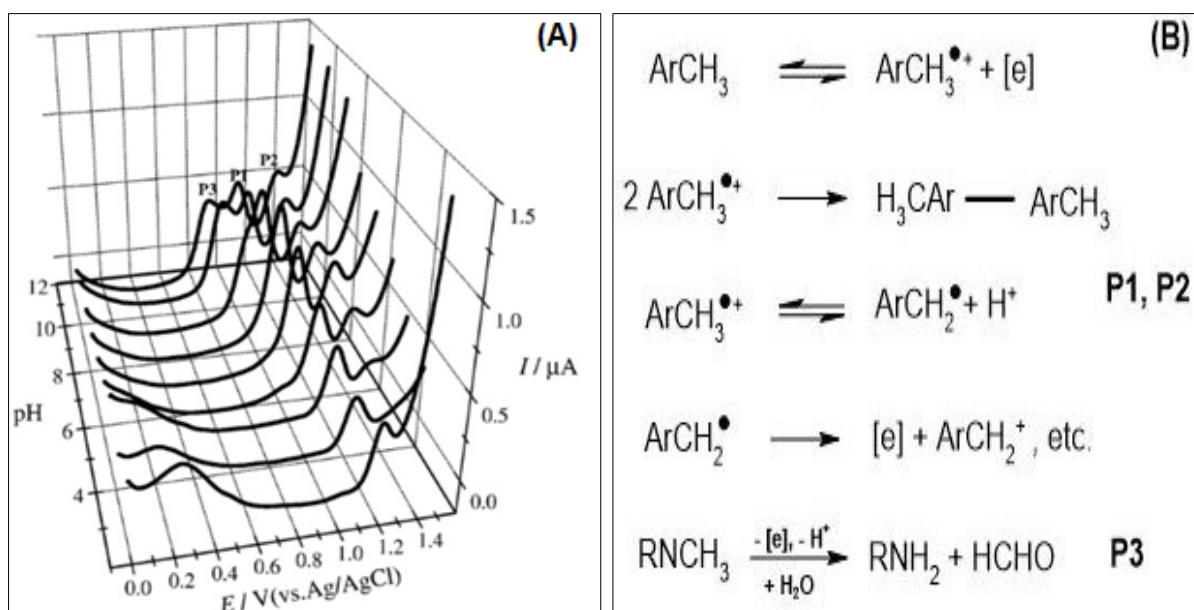 (A)
P2
P1
P3
1.5
1.0
0.5
0.0
I / μA
12
10
8
6
4
pH
0.0 0.2 0.4 0.6 0.8 1.0 1.2 1.4
E / V(vs.Ag/AgCl)
(B)
ArCH₃ ⇌ ArCH₃•⁺ + [e]
2 ArCH₃•⁺ → H₃CAr — ArCH₃
P1, P2
ArCH₃•⁺ ⇌ ArCH₂• + H⁺
ArCH₂• → [e] + ArCH₂⁺, etc.
- [e], - H⁺
RNCH₃ → RNH₂ + HCHO P3
+ H₂O